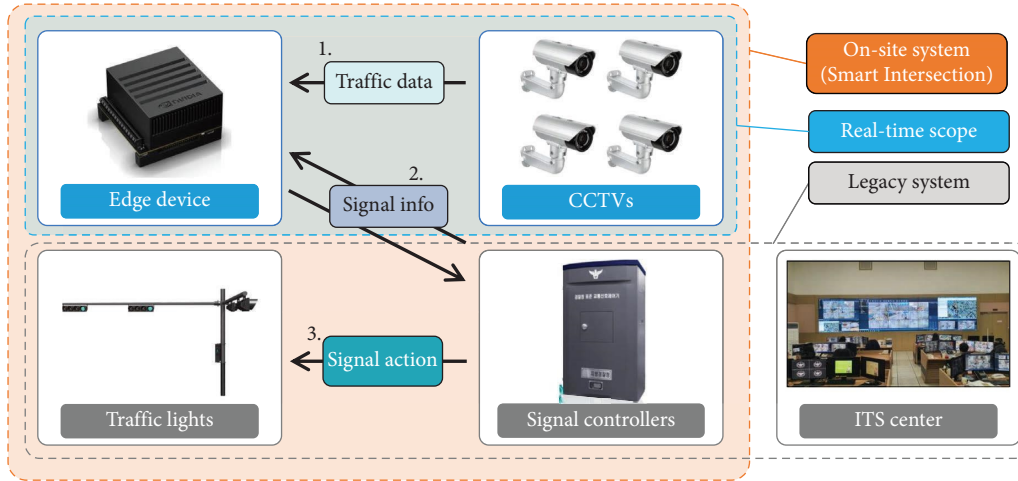 1.
Traffic data
NVIDIA
Edge device
CCTVs
2.
Signal info
3.
Signal action
Traffic lights
Signal controllers
ITS center
On-site system
(Smart Intersection)
Real-time scope
Legacy system